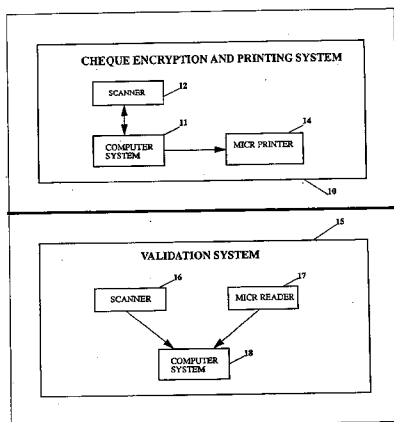 CHEQUE ENCRYPTION AND PRINTING SYSTEM
12
SCANNER
11
14
COMPUTER
SYSTEM
MICR PRINTER
10
15
VALIDATION SYSTEM
16
17
SCANNER
MICR READER
COMPUTER
SYSTEM
18